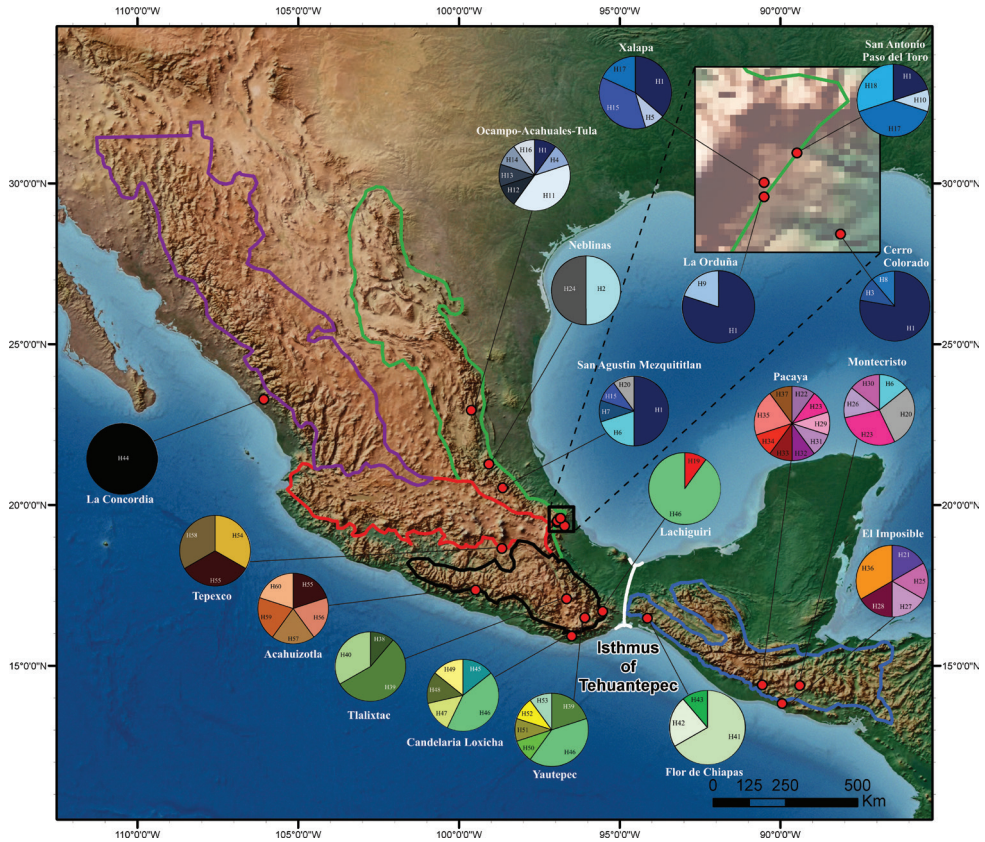 110°0'0"W
105°0'0"W
100°0'0"W
95°0'0"W
90°0'0"W
Xalapa
H17
H1
H15
H5
San Antonio
Paso del Toro
H18
H1
H10
H17
Ocampo-Acahuales-Tula
H16
H1
H14
H4
H13
H12
H11
30°0'0"N
30°0'0"N
Neblinas
H24
H2
La Orduña
H9
H1
Cerro
Colorado
H8
H3
H1
25°0'0"N
25°0'0"N
San Agustin Mezquititlan
H20
H15
H7
H6
H1
Pacaya
H37
H22
H35
H23
H29
H34
H31
H33
H32
Montecristo
H30
H6
H26
H20
H23
H44
La Concordia
20°0'0"N
20°0'0"N
H19
H46
Lachiguiri
H58
H54
H55
Tepexco
El Imposible
H36
H21
H25
H28
H27
H60
H55
H59
H56
H57
Acahuizotla
H38
H40
H39
Tlalixtac
15°0'0"N
15°0'0"N
Isthmus
of
Tehuantepec
H49
H45
H48
H47
H46
Candelaria Loxicha
H53
H39
H52
H51
H50
H46
Yautepec
H43
H42
H41
Flor de Chiapas
0
125
250
500
Km
110°0'0"W
105°0'0"W
100°0'0"W
95°0'0"W
90°0'0"W